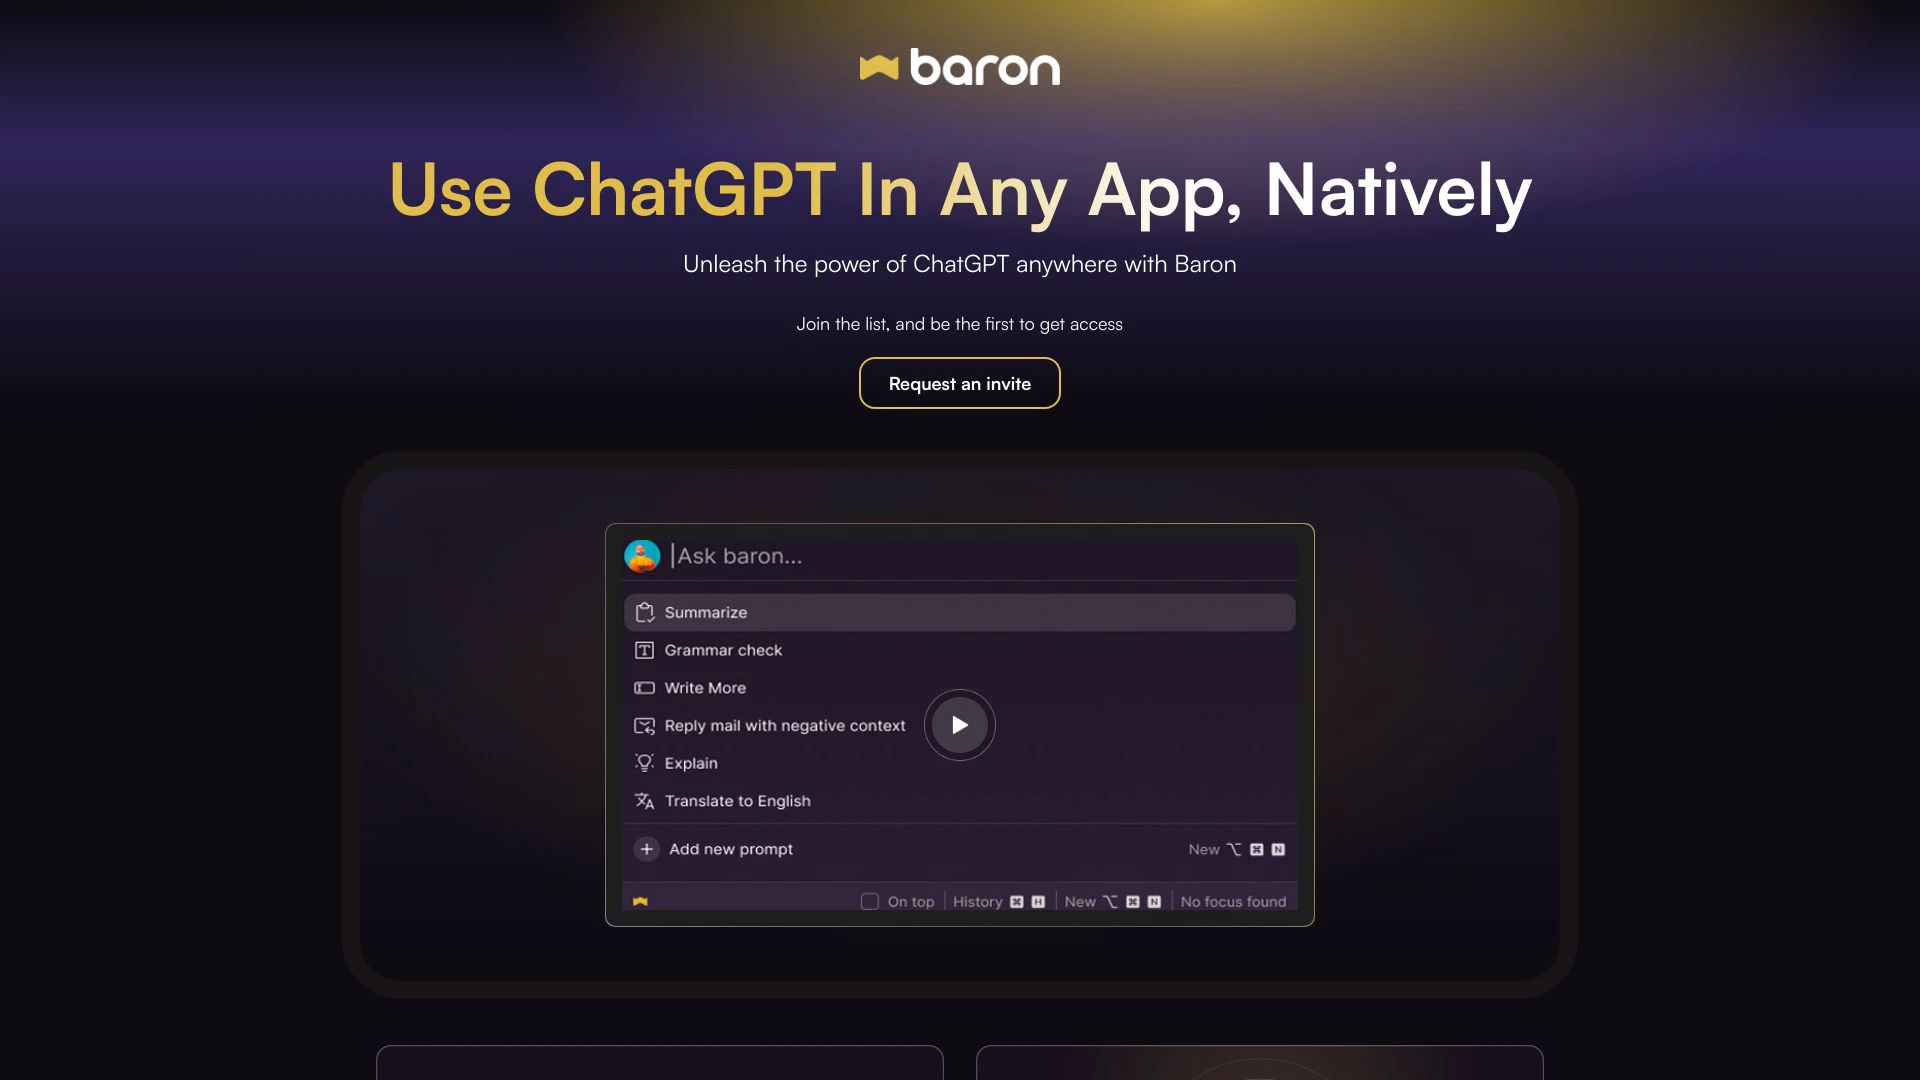 baron
Use ChatGPT In Any App, Natively
Unleash the power of ChatGPT anywhere with Baron
Join the list, and be the first to get access
Request an invite
Ask baron...
Summarize
Grammar check
Write More
Reply mail with negative context
Explain
Translate to English
Add new prompt New ⌥ ⌘ N
On top History ⌘ H New ⌥ ⌘ N No focus found